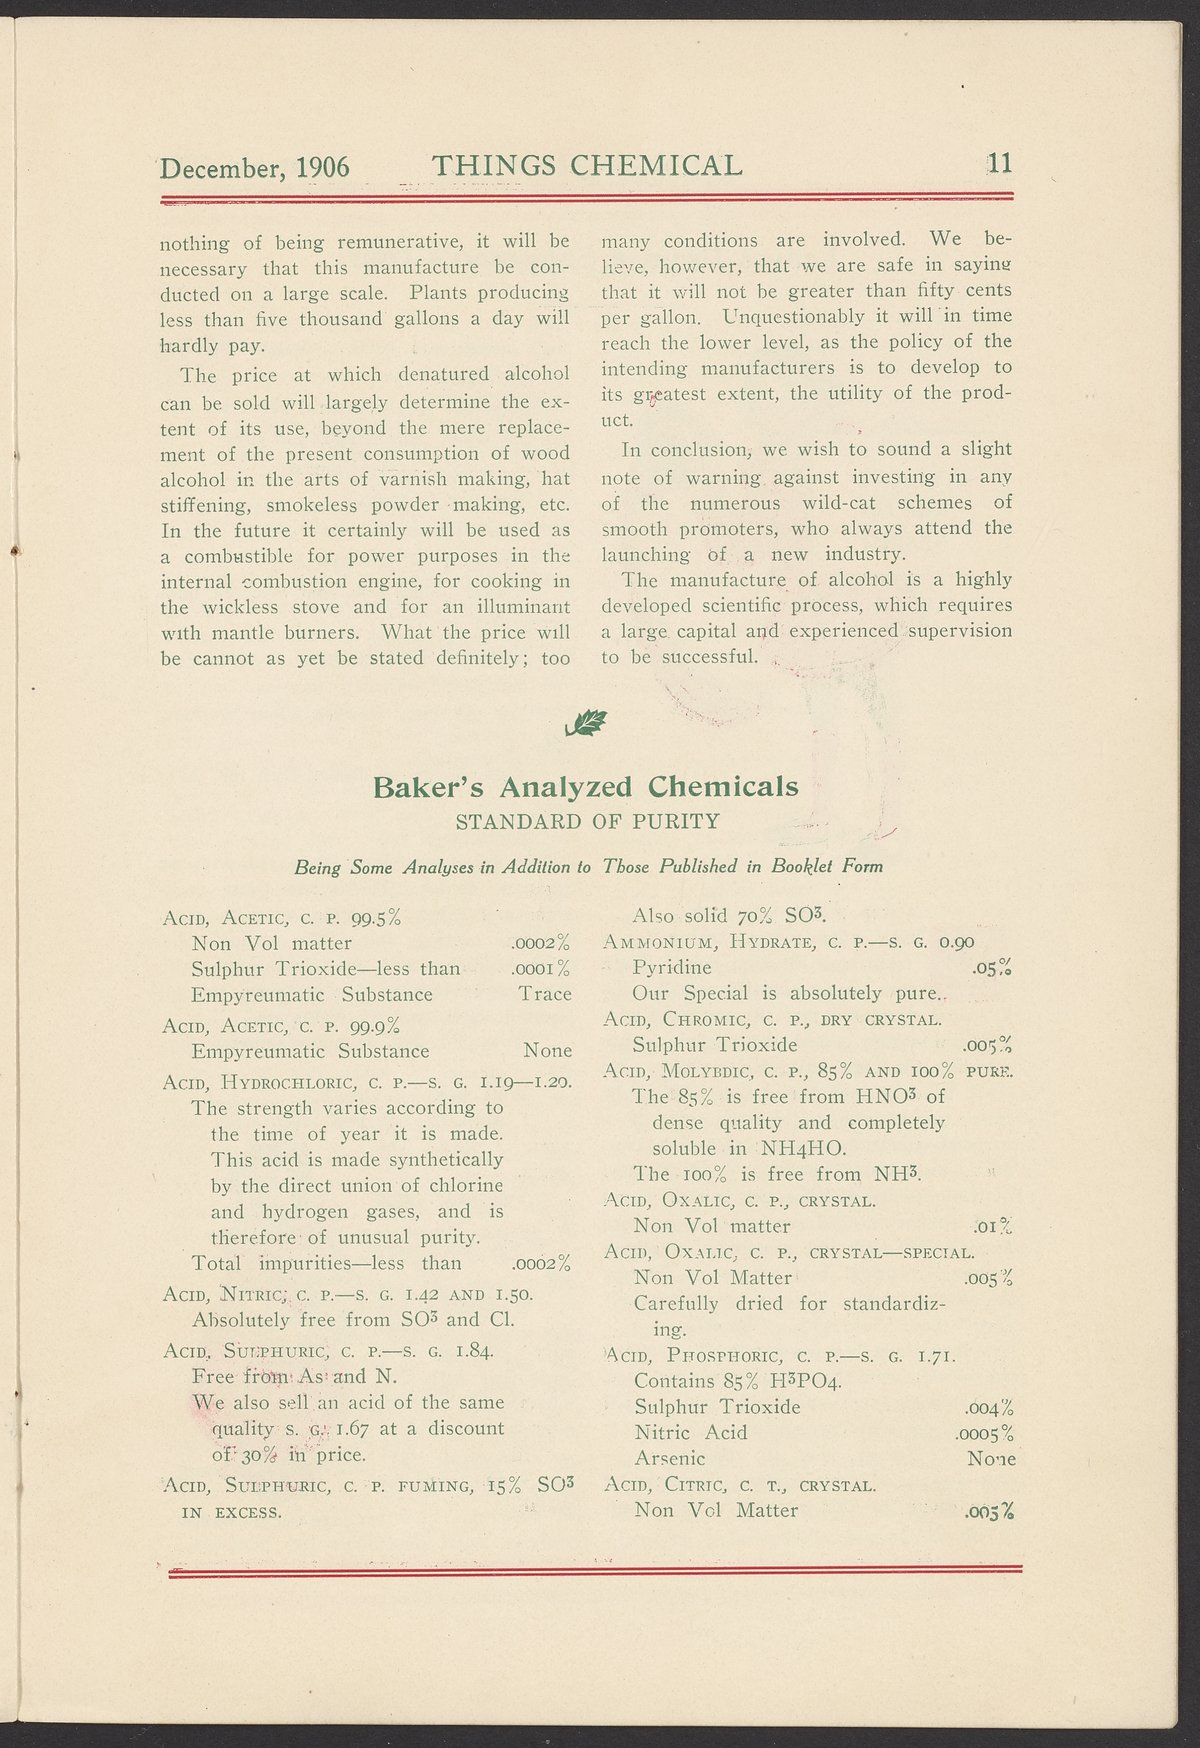 December, 1906 THINGS CHEMICAL 11
nothing of being remunerative, it will be
necessary that this manufacture be con-
ducted on a large scale. Plants producing
less than five thousand gallons a day will
hardly pay.
The price at which denatured alcohol
can be sold will largely determine the ex-
tent of its use, beyond the mere replace-
ment of the present consumption of wood
alcohol in the arts of varnish making, hat
stiffening, smokeless powder making, etc.
In the future it certainly will be used as
a combustible for power purposes in the
internal combustion engine, for cooking in
the wickless stove and for an illuminant
with mantle burners. What the price will
be cannot as yet be stated definitely; too
many conditions are involved. We be-
lieve, however, that we are safe in saying
that it will not be greater than fifty cents
per gallon. Unquestionably it will in time
reach the lower level, as the policy of the
intending manufacturers is to develop to
its greatest extent, the utility of the prod-
uct.
In conclusion, we wish to sound a slight
note of warning against investing in any
of the numerous wild-cat schemes of
smooth promoters, who always attend the
launching of a new industry.
The manufacture of alcohol is a highly
developed scientific process, which requires
a large capital and experienced supervision
to be successful.
Baker's Analyzed Chemicals
STANDARD OF PURITY
Being Some Analyses in Addition to Those Published in Booklet Form
ACID, ACETIC, C. P. 99.5%
Non Vol matter .0002%
Sulphur Trioxide—less than .0001%
Empyreumatic Substance Trace
ACID, ACETIC, C. P. 99.9%
Empyreumatic Substance None
ACID, HYDROCHLORIC, C. P.—S. G. 1.19—1.20.
The strength varies according to
the time of year it is made.
This acid is made synthetically
by the direct union of chlorine
and hydrogen gases, and is
therefore of unusual purity.
Total impurities—less than .0002%
ACID, NITRIC, C. P.—S. G. 1.42 AND 1.50.
Absolutely free from SO3 and Cl.
ACID, SULPHURIC, C. P.—S. G. 1.84.
Free from As and N.
We also sell an acid of the same
quality S. G. 1.67 at a discount
of 30% in price.
ACID, SULPHURIC, C. P. FUMING, 15% SO3
IN EXCESS.
Also solid 70% SO3.
AMMONIUM, HYDRATE, C. P.—S. G. 0.90
Pyridine .05%
Our Special is absolutely pure.
ACID, CHROMIC, C. P., DRY CRYSTAL.
Sulphur Trioxide .005%
ACID, MOLYBDIC, C. P., 85% AND 100% PURE.
The 85% is free from HNO3 of
dense quality and completely
soluble in NH4HO.
The 100% is free from NH3.
ACID, OXALIC, C. P., CRYSTAL.
Non Vol matter .01%
ACID, OXALIC, C. P., CRYSTAL—SPECIAL.
Non Vol Matter .005%
Carefully dried for standardiz-
ing.
ACID, PHOSPHORIC, C. P.—S. G. 1.71.
Contains 85% H3PO4.
Sulphur Trioxide .004%
Nitric Acid .0005%
Arsenic None
ACID, CITRIC, C. T., CRYSTAL.
Non Vol Matter .005%